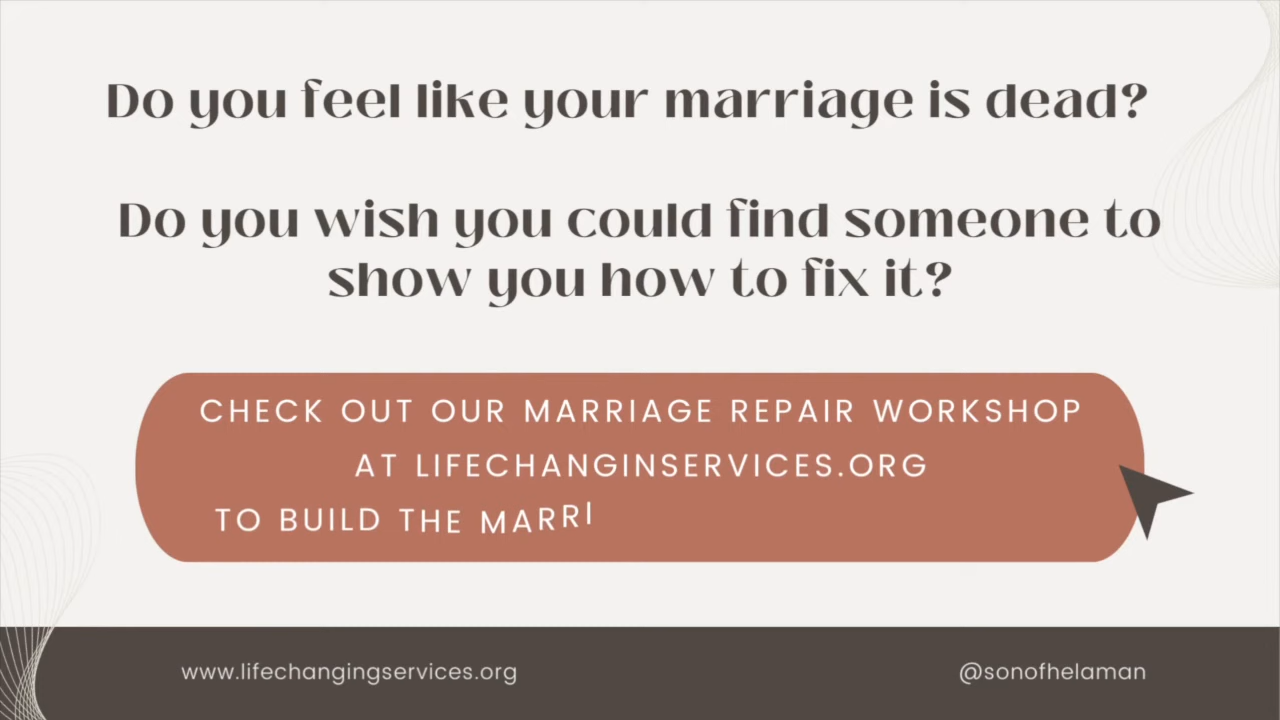 Do you feel like your marriage is dead?
Do you wish you could find someone to
show you how to fix it?
CHECK OUT OUR MARRIAGE REPAIR WORKSHOP
AT LIFECHANGINSERVICES.ORG
TO BUILD THE MARRI
www.lifechangingservices.org
@sonofhelaman